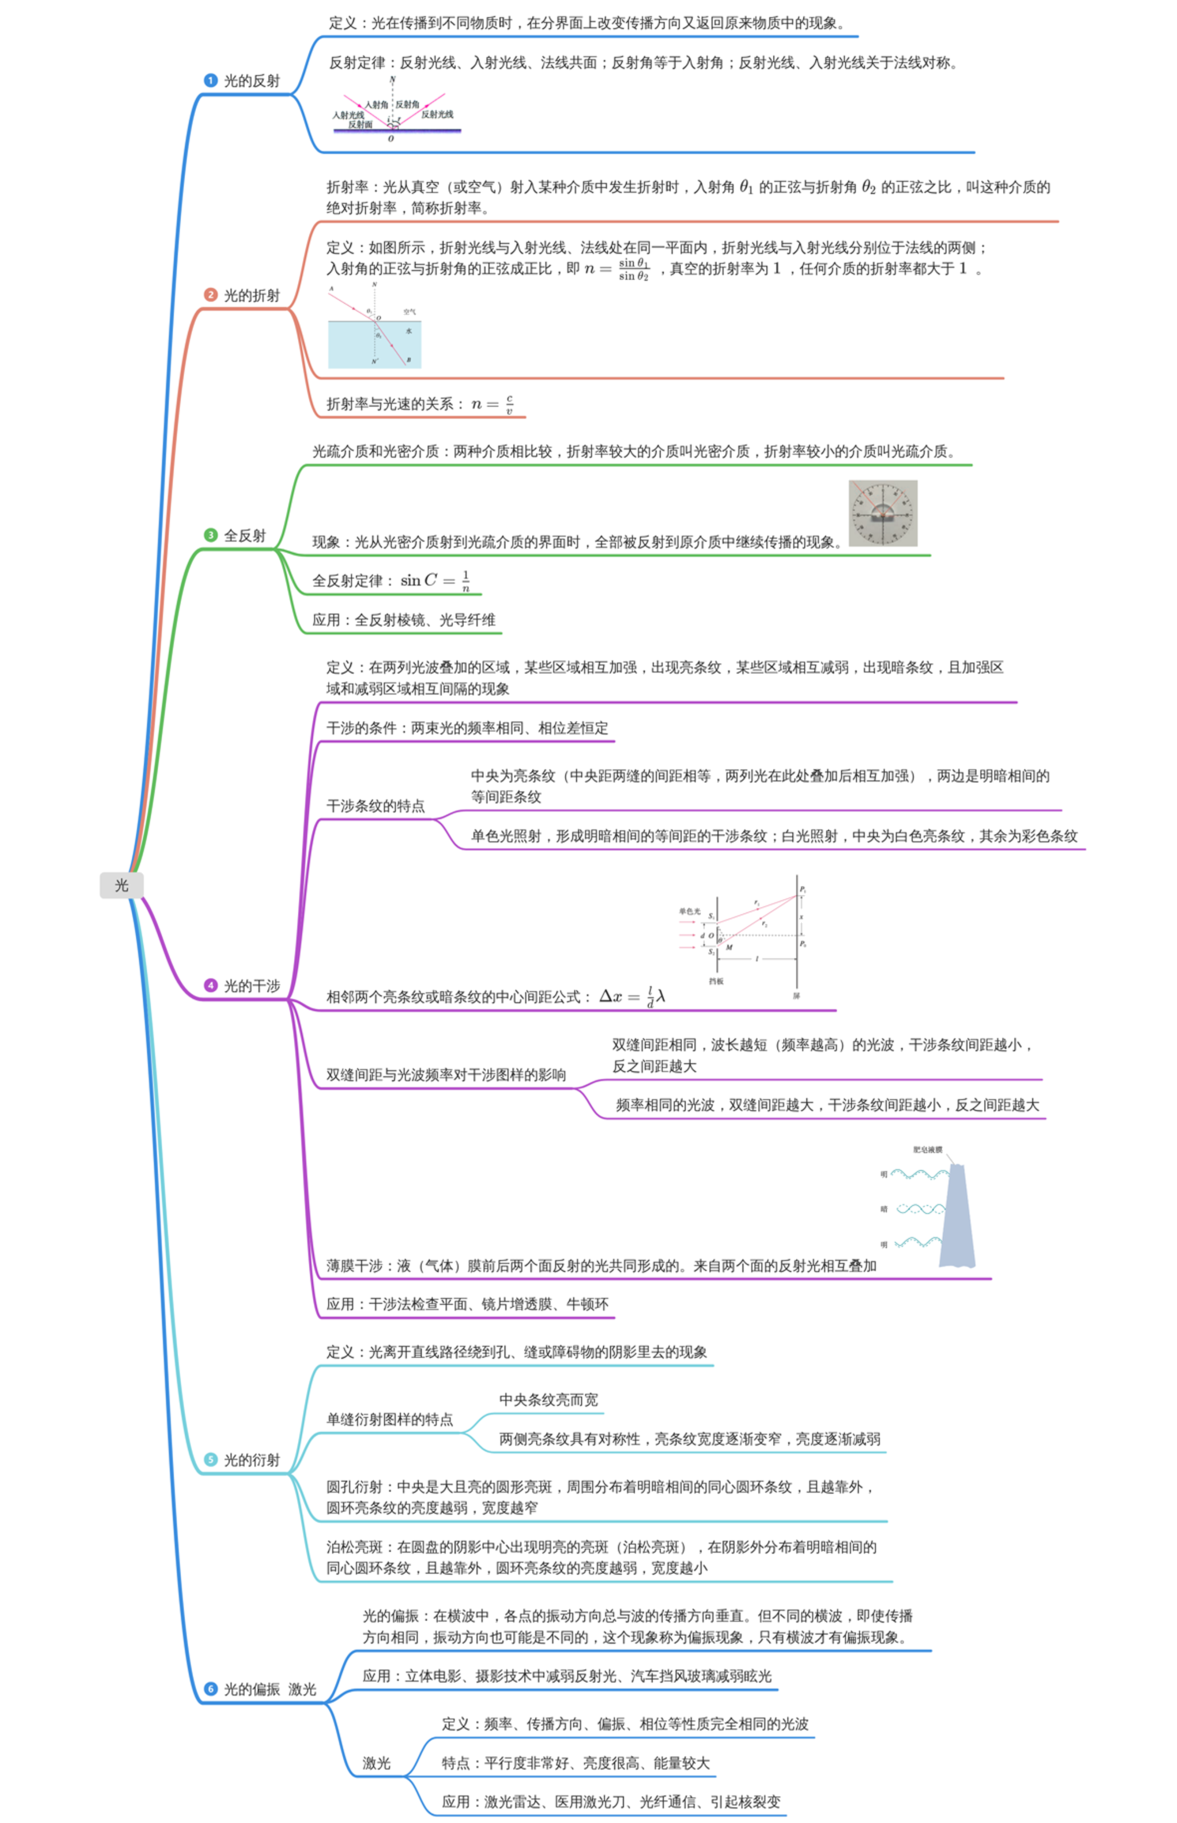 定义：光在传播到不同物质时，在分界面上改变传播方向又返回原来物质中的现象。
反射定律：反射光线、入射光线、法线共面；反射角等于入射角；反射光线、入射光线关于法线对称。
N
入射角 反射角
入射光线 反射光线
反射面
i r
O
1 光的反射
折射率：光从真空（或空气）射入某种介质中发生折射时，入射角 θ₁ 的正弦与折射角 θ₂ 的正弦之比，叫这种介质的
绝对折射率，简称折射率。
定义：如图所示，折射光线与入射光线、法线处在同一平面内，折射光线与入射光线分别位于法线的两侧；
入射角的正弦与折射角的正弦成正比，即 n = sin θ₁ / sin θ₂ ，真空的折射率为 1 ，任何介质的折射率都大于 1 。
2 光的折射
A N
θ₁ O 空气
θ₂ 水
N′ B
折射率与光速的关系： n = c/v
光疏介质和光密介质：两种介质相比较，折射率较大的介质叫光密介质，折射率较小的介质叫光疏介质。
3 全反射
现象：光从光密介质射到光疏介质的界面时，全部被反射到原介质中继续传播的现象。
全反射定律： sin C = 1/n
应用：全反射棱镜、光导纤维
定义：在两列光波叠加的区域，某些区域相互加强，出现亮条纹，某些区域相互减弱，出现暗条纹，且加强区
域和减弱区域相互间隔的现象
干涉的条件：两束光的频率相同、相位差恒定
干涉条纹的特点
中央为亮条纹（中央距两缝的间距相等，两列光在此处叠加后相互加强），两边是明暗相间的
等间距条纹
单色光照射，形成明暗相间的等间距的干涉条纹；白光照射，中央为白色亮条纹，其余为彩色条纹
光
单色光 S₁ r₁ P₁
d O θ r₂ x
S₂ M P₀
l
挡板 屏
4 光的干涉
相邻两个亮条纹或暗条纹的中心间距公式： Δx = l/d λ
双缝间距与光波频率对干涉图样的影响
双缝间距相同，波长越短（频率越高）的光波，干涉条纹间距越小，
反之间距越大
频率相同的光波，双缝间距越大，干涉条纹间距越小，反之间距越大
肥皂液膜
明
暗
明
薄膜干涉：液（气体）膜前后两个面反射的光共同形成的。来自两个面的反射光相互叠加
应用：干涉法检查平面、镜片增透膜、牛顿环
定义：光离开直线路径绕到孔、缝或障碍物的阴影里去的现象
单缝衍射图样的特点
中央条纹亮而宽
两侧亮条纹具有对称性，亮条纹宽度逐渐变窄，亮度逐渐减弱
5 光的衍射
圆孔衍射：中央是大且亮的圆形亮斑，周围分布着明暗相间的同心圆环条纹，且越靠外，
圆环亮条纹的亮度越弱，宽度越窄
泊松亮斑：在圆盘的阴影中心出现明亮的亮斑（泊松亮斑），在阴影外分布着明暗相间的
同心圆环条纹，且越靠外，圆环亮条纹的亮度越弱，宽度越小
光的偏振：在横波中，各点的振动方向总与波的传播方向垂直。但不同的横波，即使传播
方向相同，振动方向也可能是不同的，这个现象称为偏振现象，只有横波才有偏振现象。
应用：立体电影、摄影技术中减弱反射光、汽车挡风玻璃减弱眩光
6 光的偏振 激光
激光
定义：频率、传播方向、偏振、相位等性质完全相同的光波
特点：平行度非常好、亮度很高、能量较大
应用：激光雷达、医用激光刀、光纤通信、引起核裂变